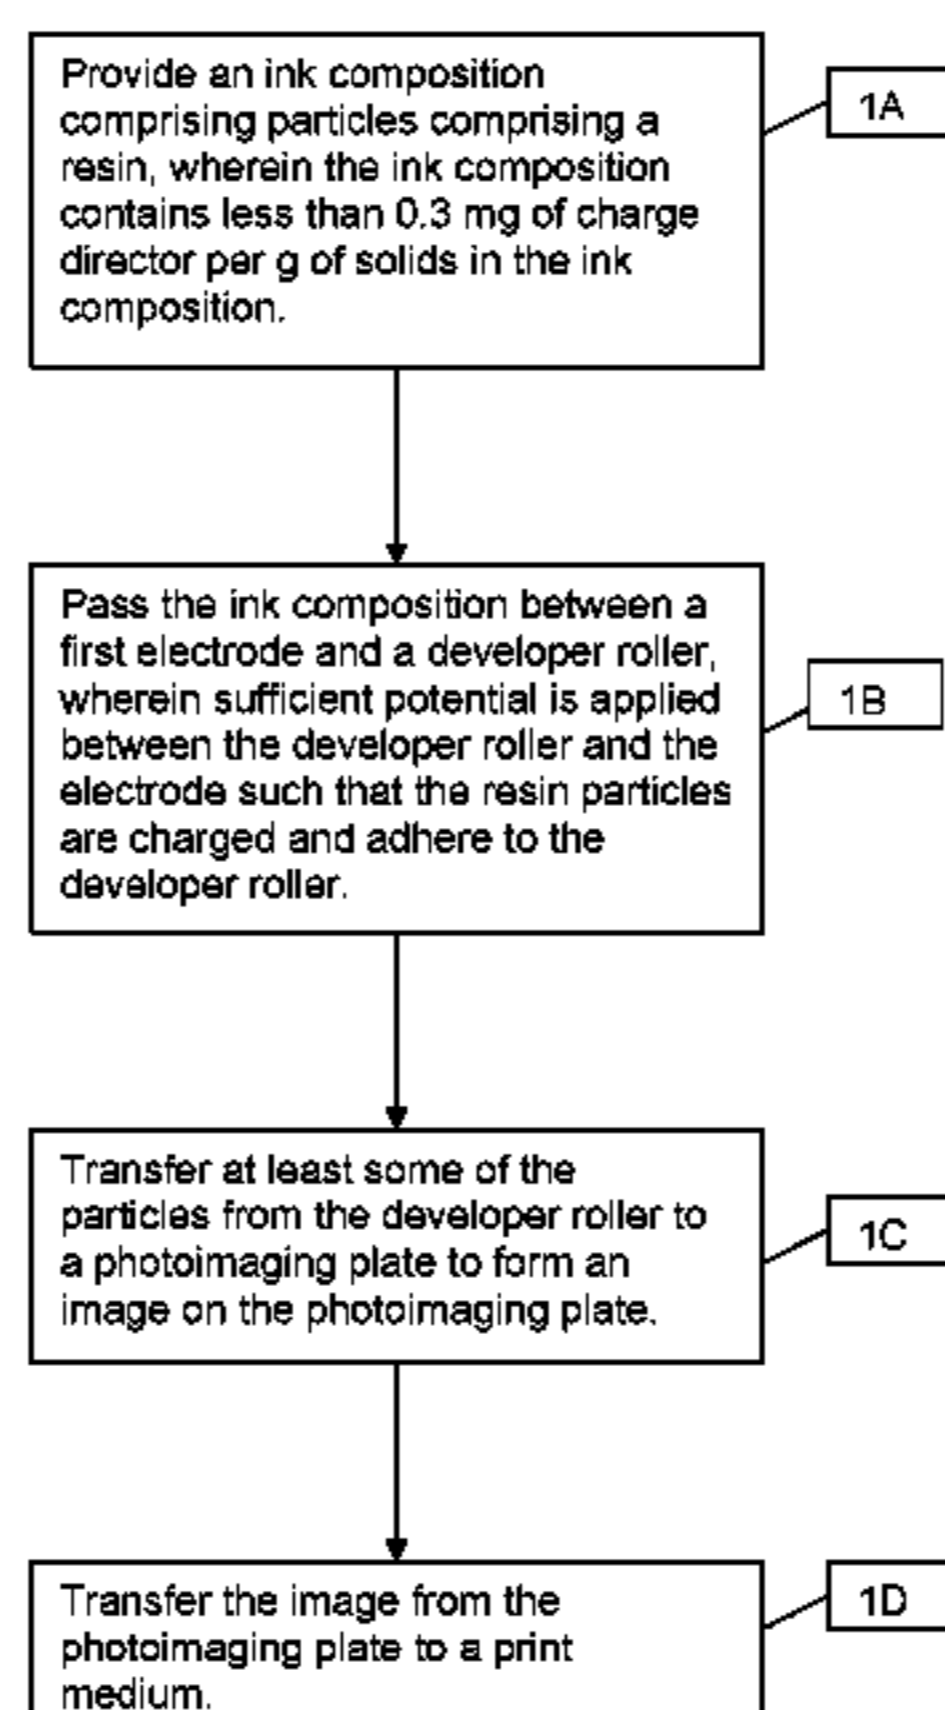 Provide an ink composition
comprising particles comprising a
resin, wherein the ink composition
contains less than 0.3 mg of charge
director per g of solids in the ink
composition.
1A
Pass the ink composition between a
first electrode and a developer roller,
wherein sufficient potential is applied
between the developer roller and the
electrode such that the resin particles
are charged and adhere to the
developer roller.
1B
Transfer at least some of the
particles from the developer roller to
a photoimaging plate to form an
image on the photoimaging plate.
1C
Transfer the image from the
photoimaging plate to a print
medium.
1D